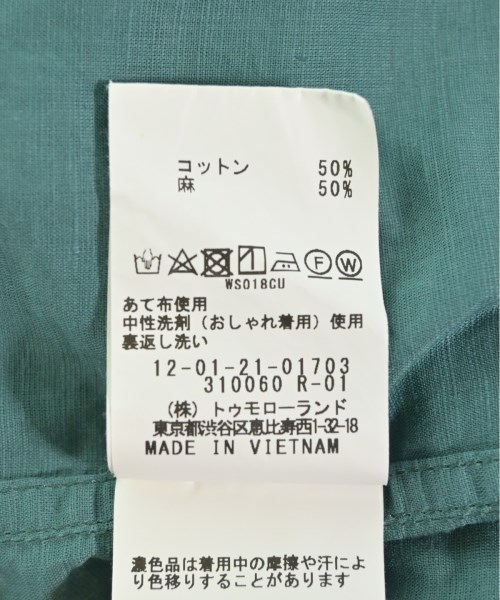 コットン 50%
麻 50%
F W
WS018CU
あて布使用
中性洗剤（おしゃれ着用）使用
裏返し洗い
12-01-21-01703
310060 R-01
（株）トゥモローランド
東京都渋谷区恵比寿西1-32-18
MADE IN VIETNAM
濃色品は着用中の摩擦や汗によ
り色移りすることがあります